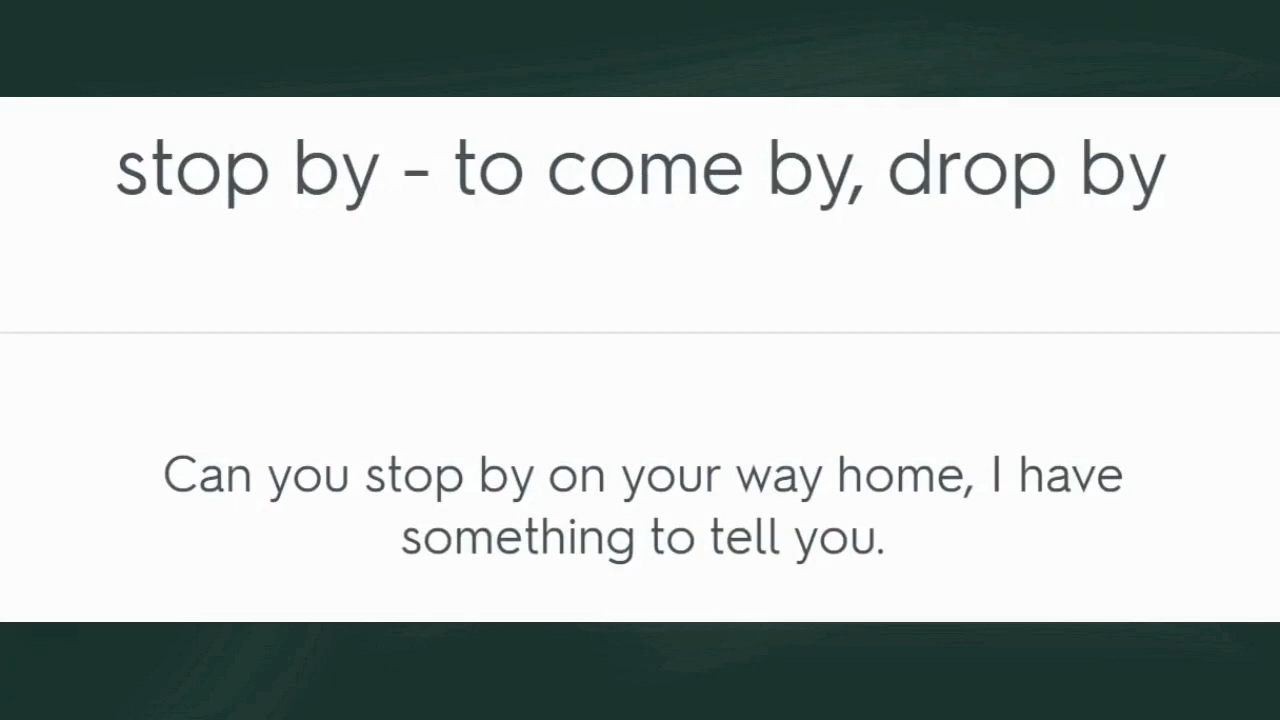 stop by - to come by, drop by
Can you stop by on your way home, I have
something to tell you.